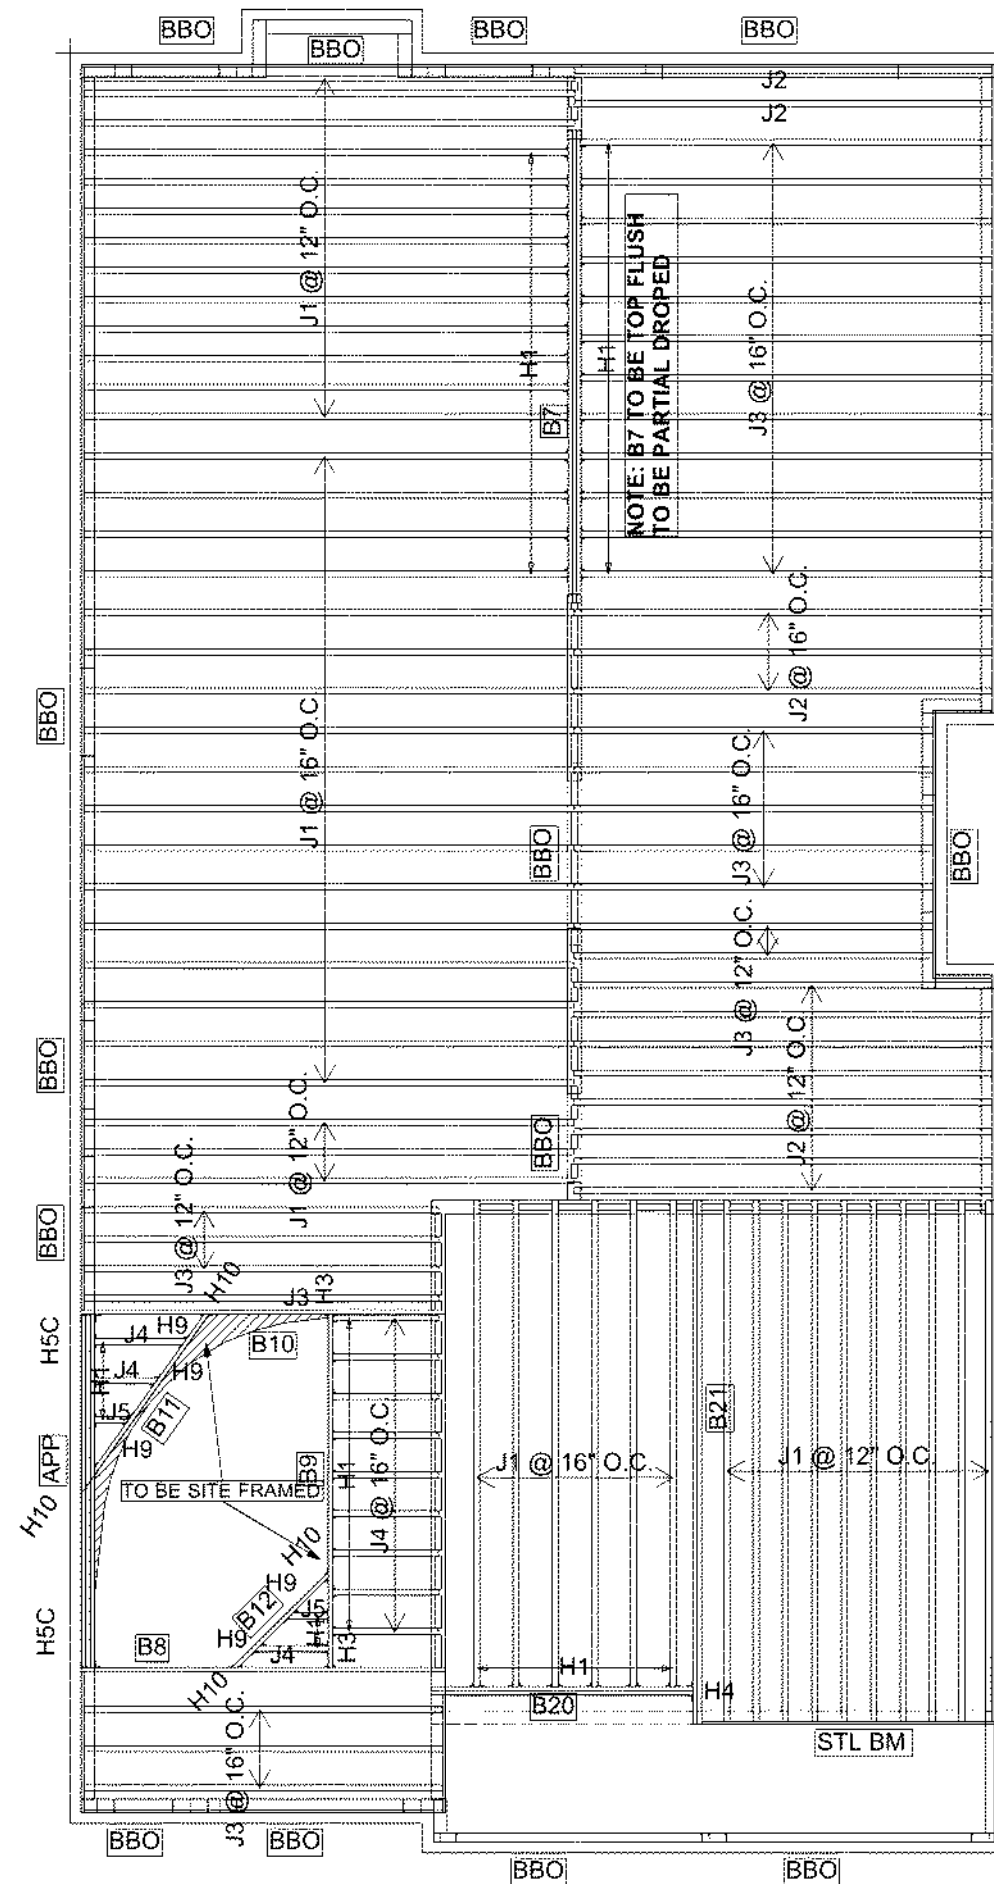 BBO
BBO
BBO
BBO
J2
J2
J1 @ 12" O.C.
H1
H1
B7
NOTE: B7 TO BE TOP FLUSH
TO BE PARTIAL DROPED
J3 @ 16" O.C.
J2 @ 16" O.C.
BBO
J1 @ 16" O.C
J3 @ 16" O.C.
BBO
BBO
J3 @ 12" O.C.
BBO
J1 @ 12" O.C.
J2 @ 12" O.C.
BBO
J3 @ 12" O.C.
BBO
H10
J3
H3
H5C
J4
H9
B10
J4
H9
H1
J5
B11
H9
APP
B9
H1
J4 @ 16" O.C.
B21
J1 @ 16" O.C.
J1 @ 12" O.C.
TO BE SITE FRAMED
H10
H10
H9
B12
J5
H5C
B8
H9
J4
H1
H3
H10
H1
H4
B20
STL BM
J3 @ 16" O.C.
BBO
BBO
BBO
BBO